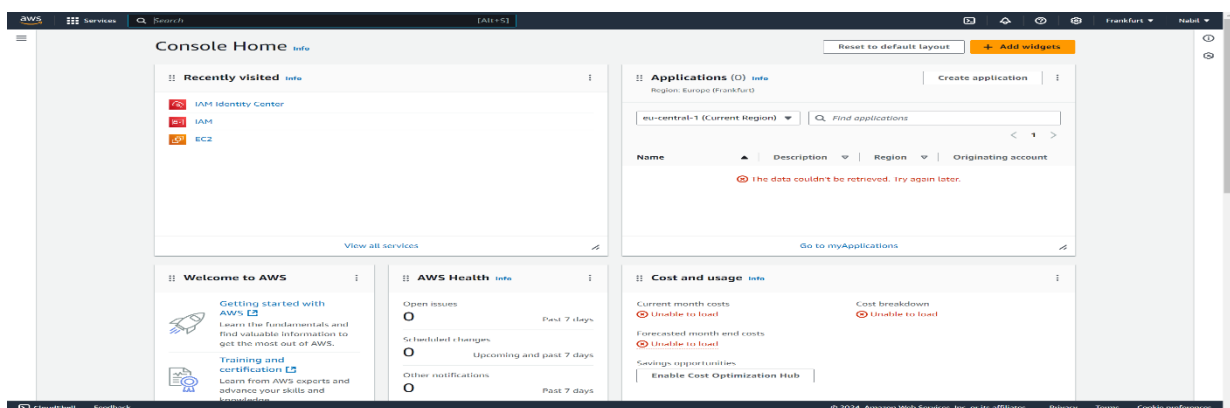 aws Services Search [Alt+S] Frankfurt Nabil
Console Home Info
Reset to default layout + Add widgets
Recently visited Info
IAM Identity Center
IAM
EC2
View all services
Applications (0) Info
Region: Europe (Frankfurt)
Create application
eu-central-1 (Current Region) Find applications
< 1 >
Name Description Region Originating account
The data couldn't be retrieved. Try again later.
Go to myApplications
Welcome to AWS
Getting started with
AWS
Learn the fundamentals and
find valuable information to
get the most out of AWS.
Training and
certification
Learn from AWS experts and
advance your skills and
knowledge.
AWS Health Info
Open issues
0 Past 7 days
Scheduled changes
0 Upcoming and past 7 days
Other notifications
0 Past 7 days
Cost and usage Info
Current month costs
Unable to load
Forecasted month end costs
Unable to load
Savings opportunities
Enable Cost Optimization Hub
Cost breakdown
Unable to load
CloudShell Feedback © 2024, Amazon Web Services, Inc. or its affiliates. Privacy Terms Cookie preferences